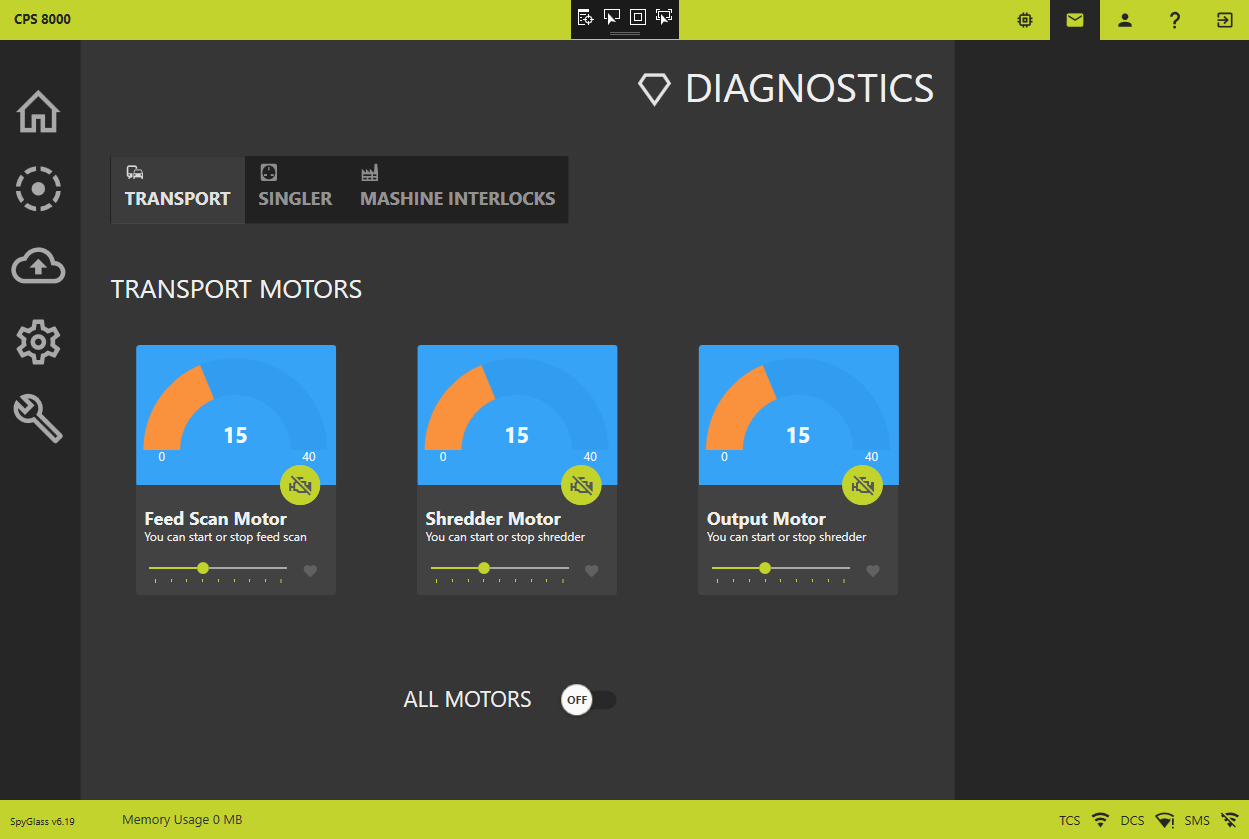 CPS 8000
DIAGNOSTICS
TRANSPORT
SINGLER
MASHINE INTERLOCKS
TRANSPORT MOTORS
15
0 40
Feed Scan Motor
You can start or stop feed scan
15
0 40
Shredder Motor
You can start or stop shredder
15
0 40
Output Motor
You can start or stop shredder
ALL MOTORS
OFF
SpyGlass v6.19
Memory Usage 0 MB
TCS
DCS
SMS